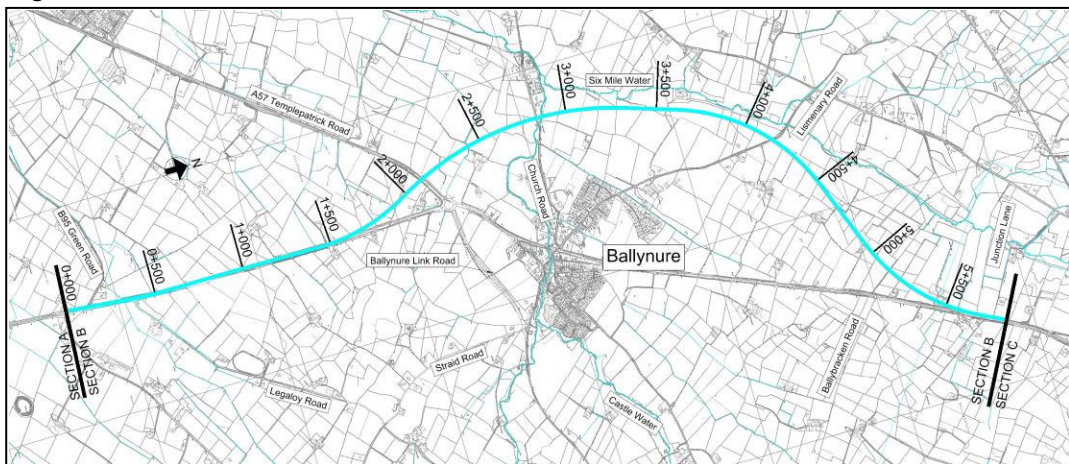 A57 Templepatrick Road
N
B95 Green Road
0+000
0+500
1+000
1+500
2+000
2+500
3+000
3+500
4+000
4+500
5+000
5+500
Six Mile Water
Lismenary Road
Church Road
Ballynure Link Road
Ballynure
Junction Lane
SECTION A
SECTION B
Legaloy Road
Straid Road
Castle Water
Ballybracken Road
SECTION B
SECTION C